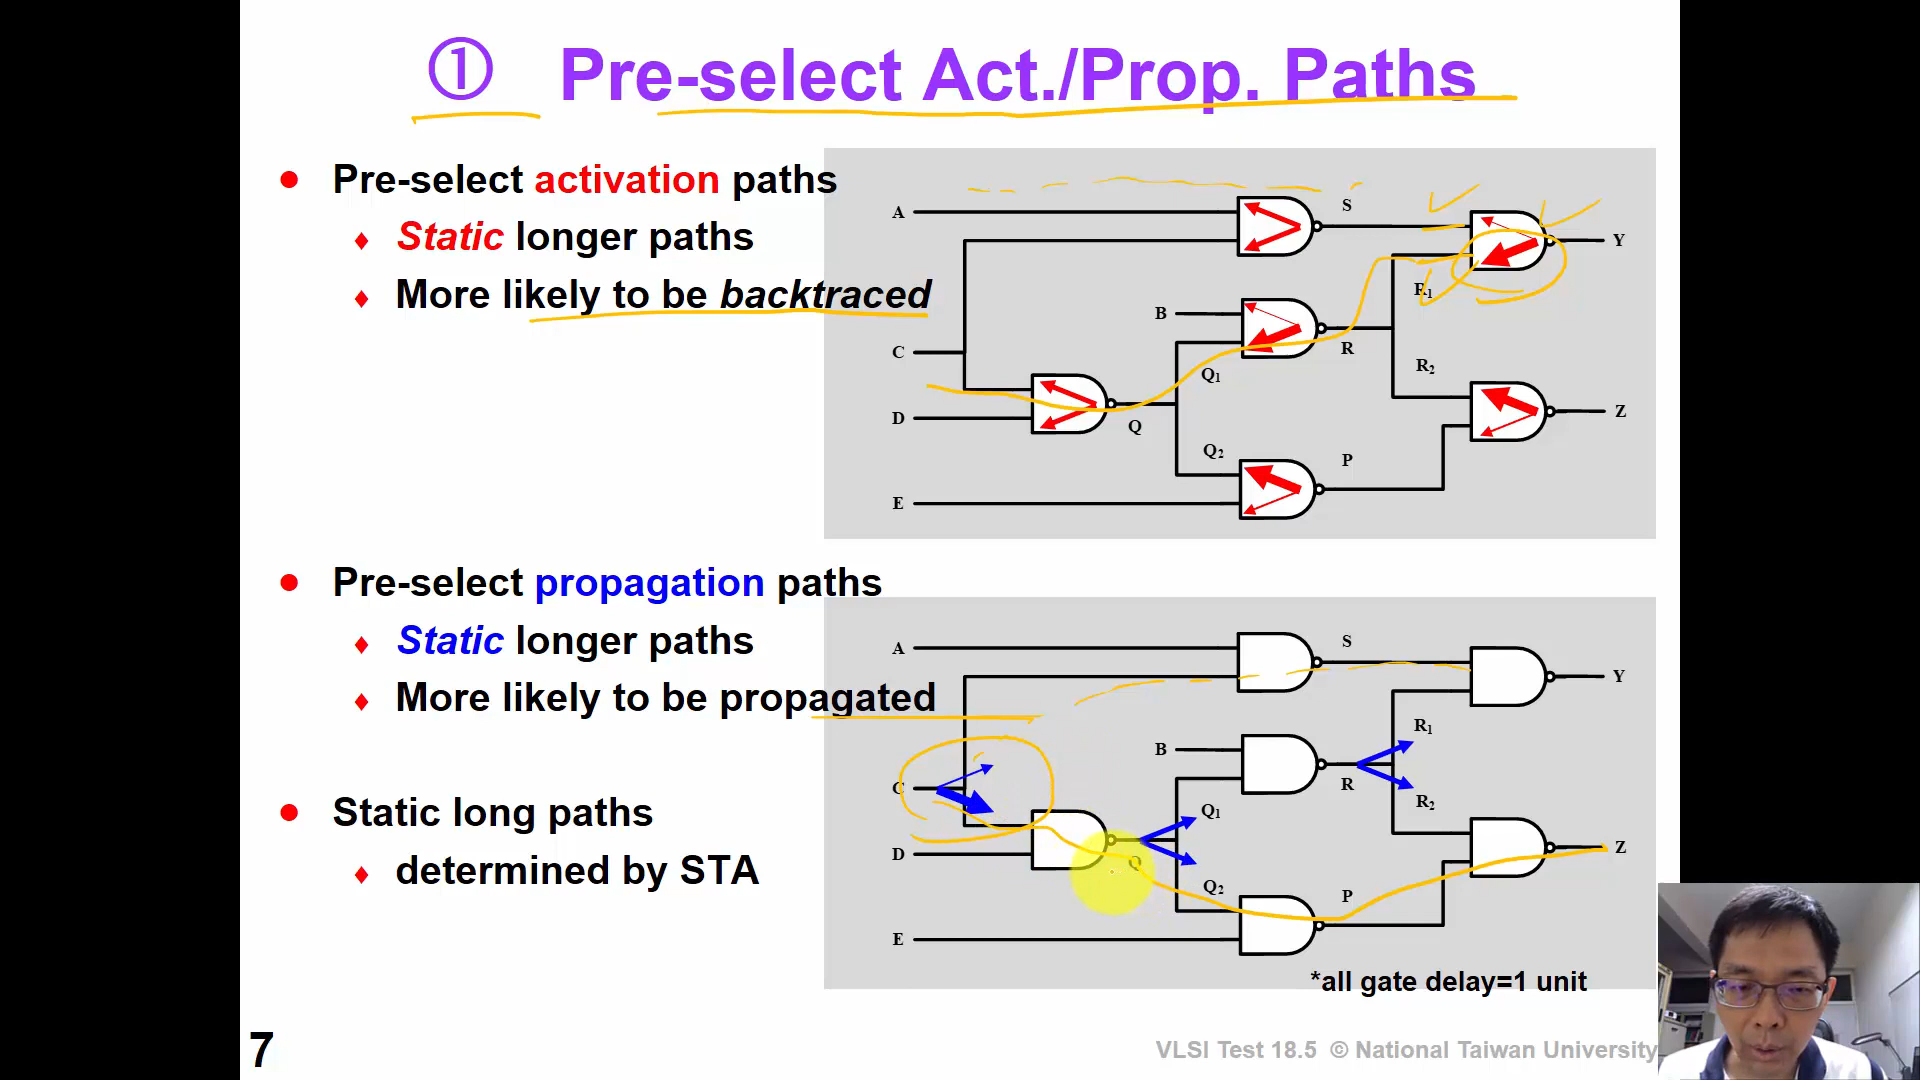 ① Pre-select Act./Prop. Paths
Pre-select activation paths
Static longer paths
More likely to be backtraced
A
S
Y
B
R1
C
R
R2
Q1
D
Q
Z
Q2
P
E
Pre-select propagation paths
Static longer paths
More likely to be propagated
Static long paths
determined by STA
A
S
Y
B
R1
C
R
R2
Q1
D
Q
Z
Q2
P
E
*all gate delay=1 unit
7
VLSI Test 18.5 © National Taiwan University